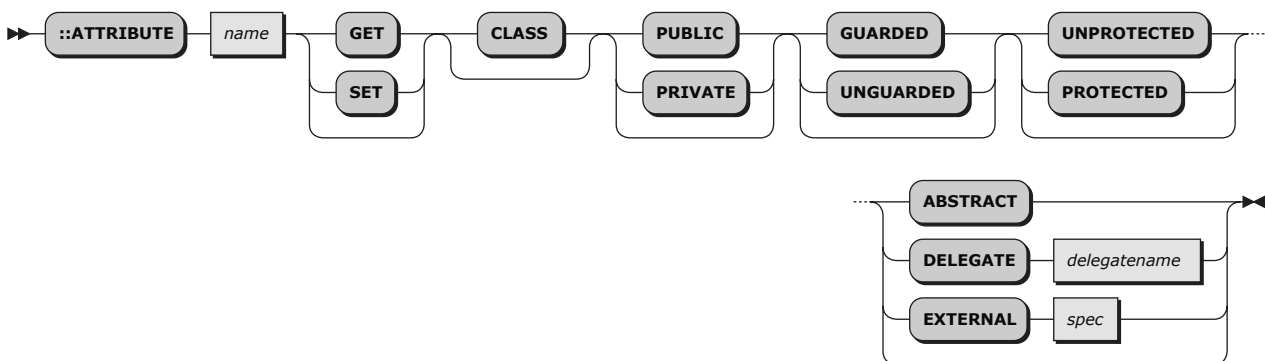 ::ATTRIBUTE name GET CLASS PUBLIC GUARDED UNPROTECTED
SET PRIVATE UNGUARDED PROTECTED
ABSTRACT
DELEGATE delegatename
EXTERNAL spec